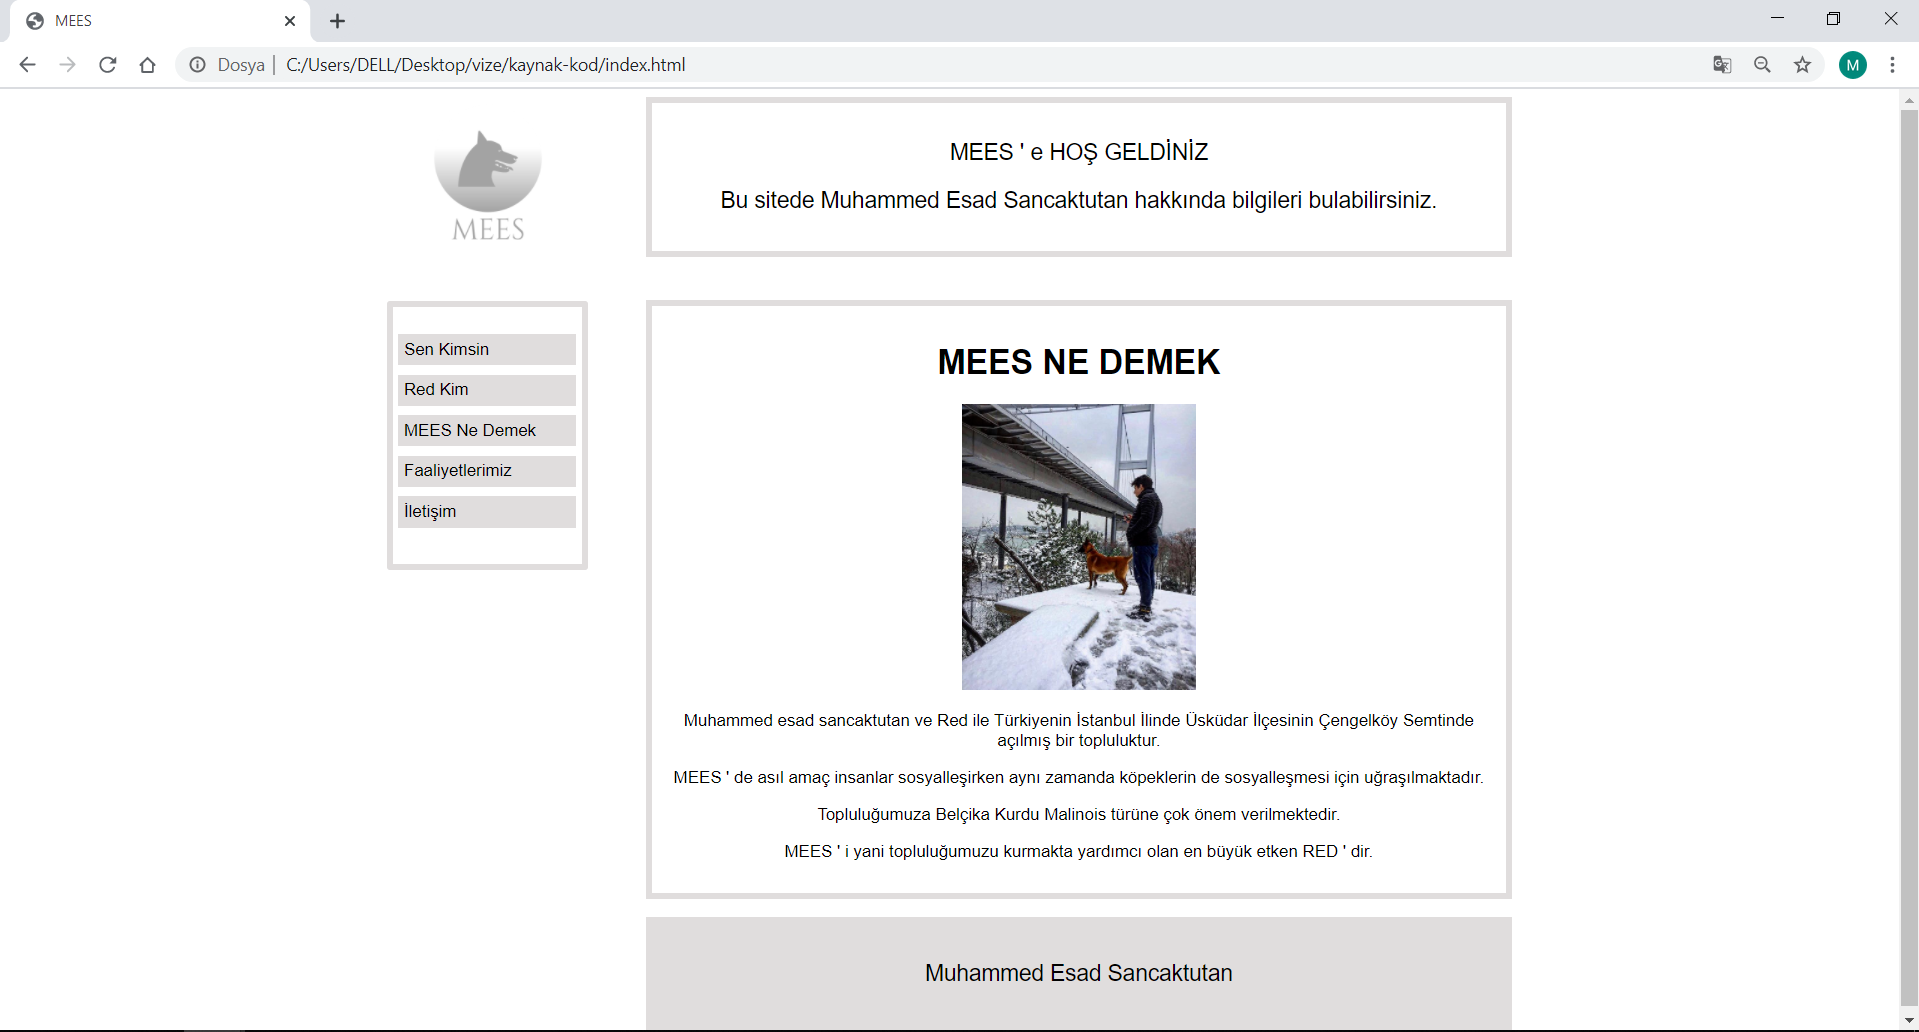 MEES
Dosya | C:/Users/DELL/Desktop/vize/kaynak-kod/index.html
M
MEES
MEES ' e HOŞ GELDİNİZ
Bu sitede Muhammed Esad Sancaktutan hakkında bilgileri bulabilirsiniz.
Sen Kimsin
Red Kim
MEES Ne Demek
Faaliyetlerimiz
İletişim
MEES NE DEMEK
Muhammed esad sancaktutan ve Red ile Türkiyenin İstanbul İlinde Üsküdar İlçesinin Çengelköy Semtinde
açılmış bir topluluktur.
MEES ' de asıl amaç insanlar sosyalleşirken aynı zamanda köpeklerin de sosyalleşmesi için uğraşılmaktadır.
Topluluğumuza Belçika Kurdu Malinois türüne çok önem verilmektedir.
MEES ' i yani topluluğumuzu kurmakta yardımcı olan en büyük etken RED ' dir.
Muhammed Esad Sancaktutan